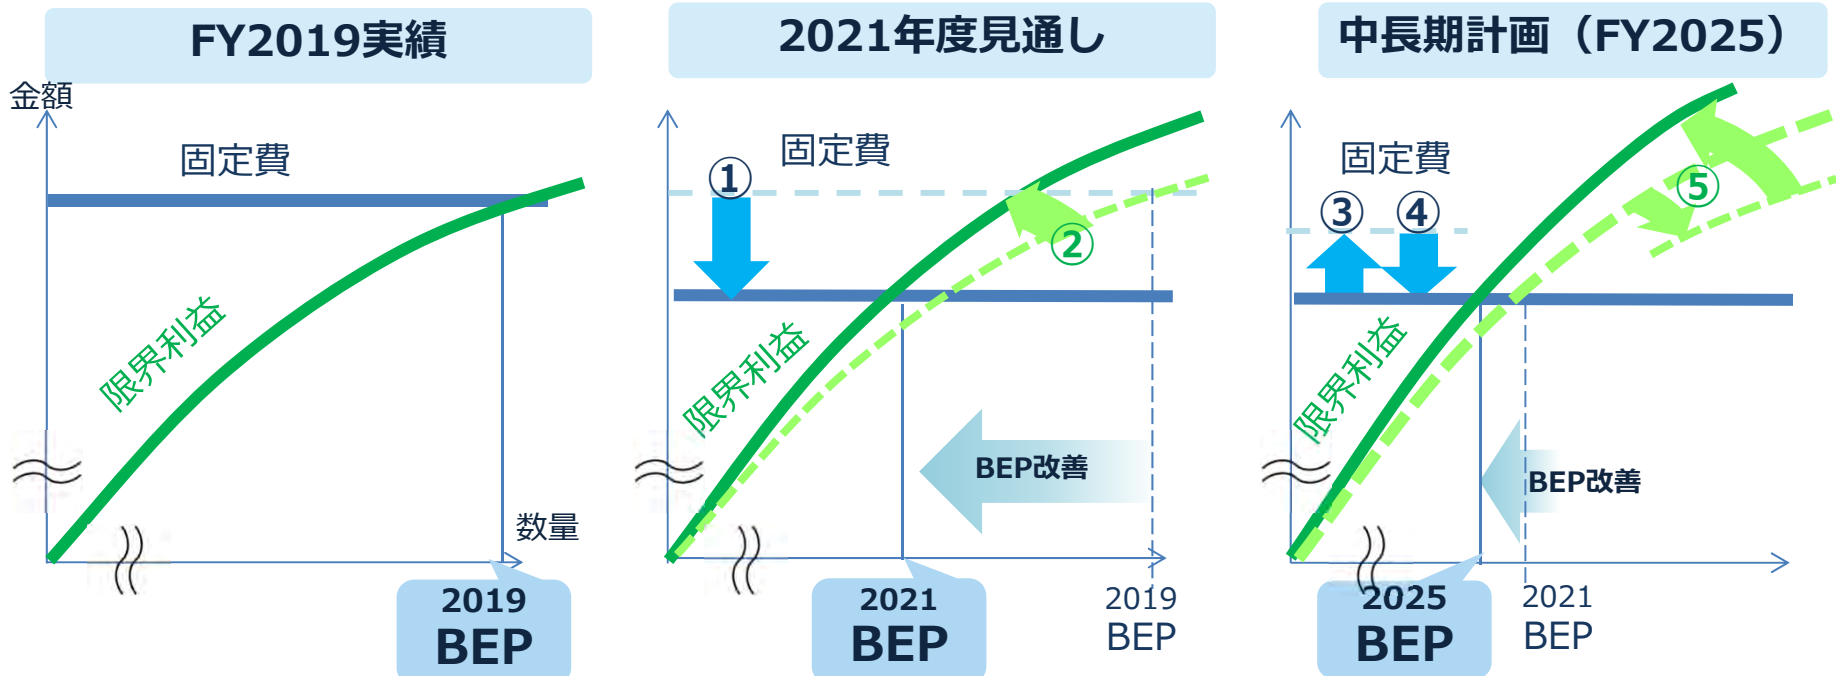 FY2019実績
金額
固定費
限界利益
数量
2019
BEP
2021年度見通し
固定費
①
②
限界利益
BEP改善
2021
BEP
2019
BEP
中長期計画（FY2025）
固定費
③
④
⑤
限界利益
BEP改善
2025
BEP
2021
BEP